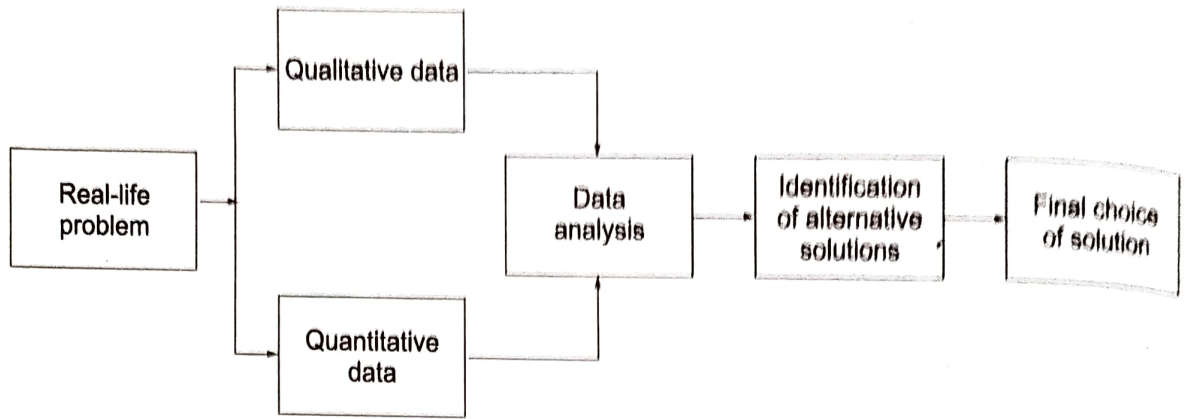 Qualitative data
Real-life
problem
Data
analysis
Identification
of alternative
solutions
Final choice
of solution
Quantitative
data